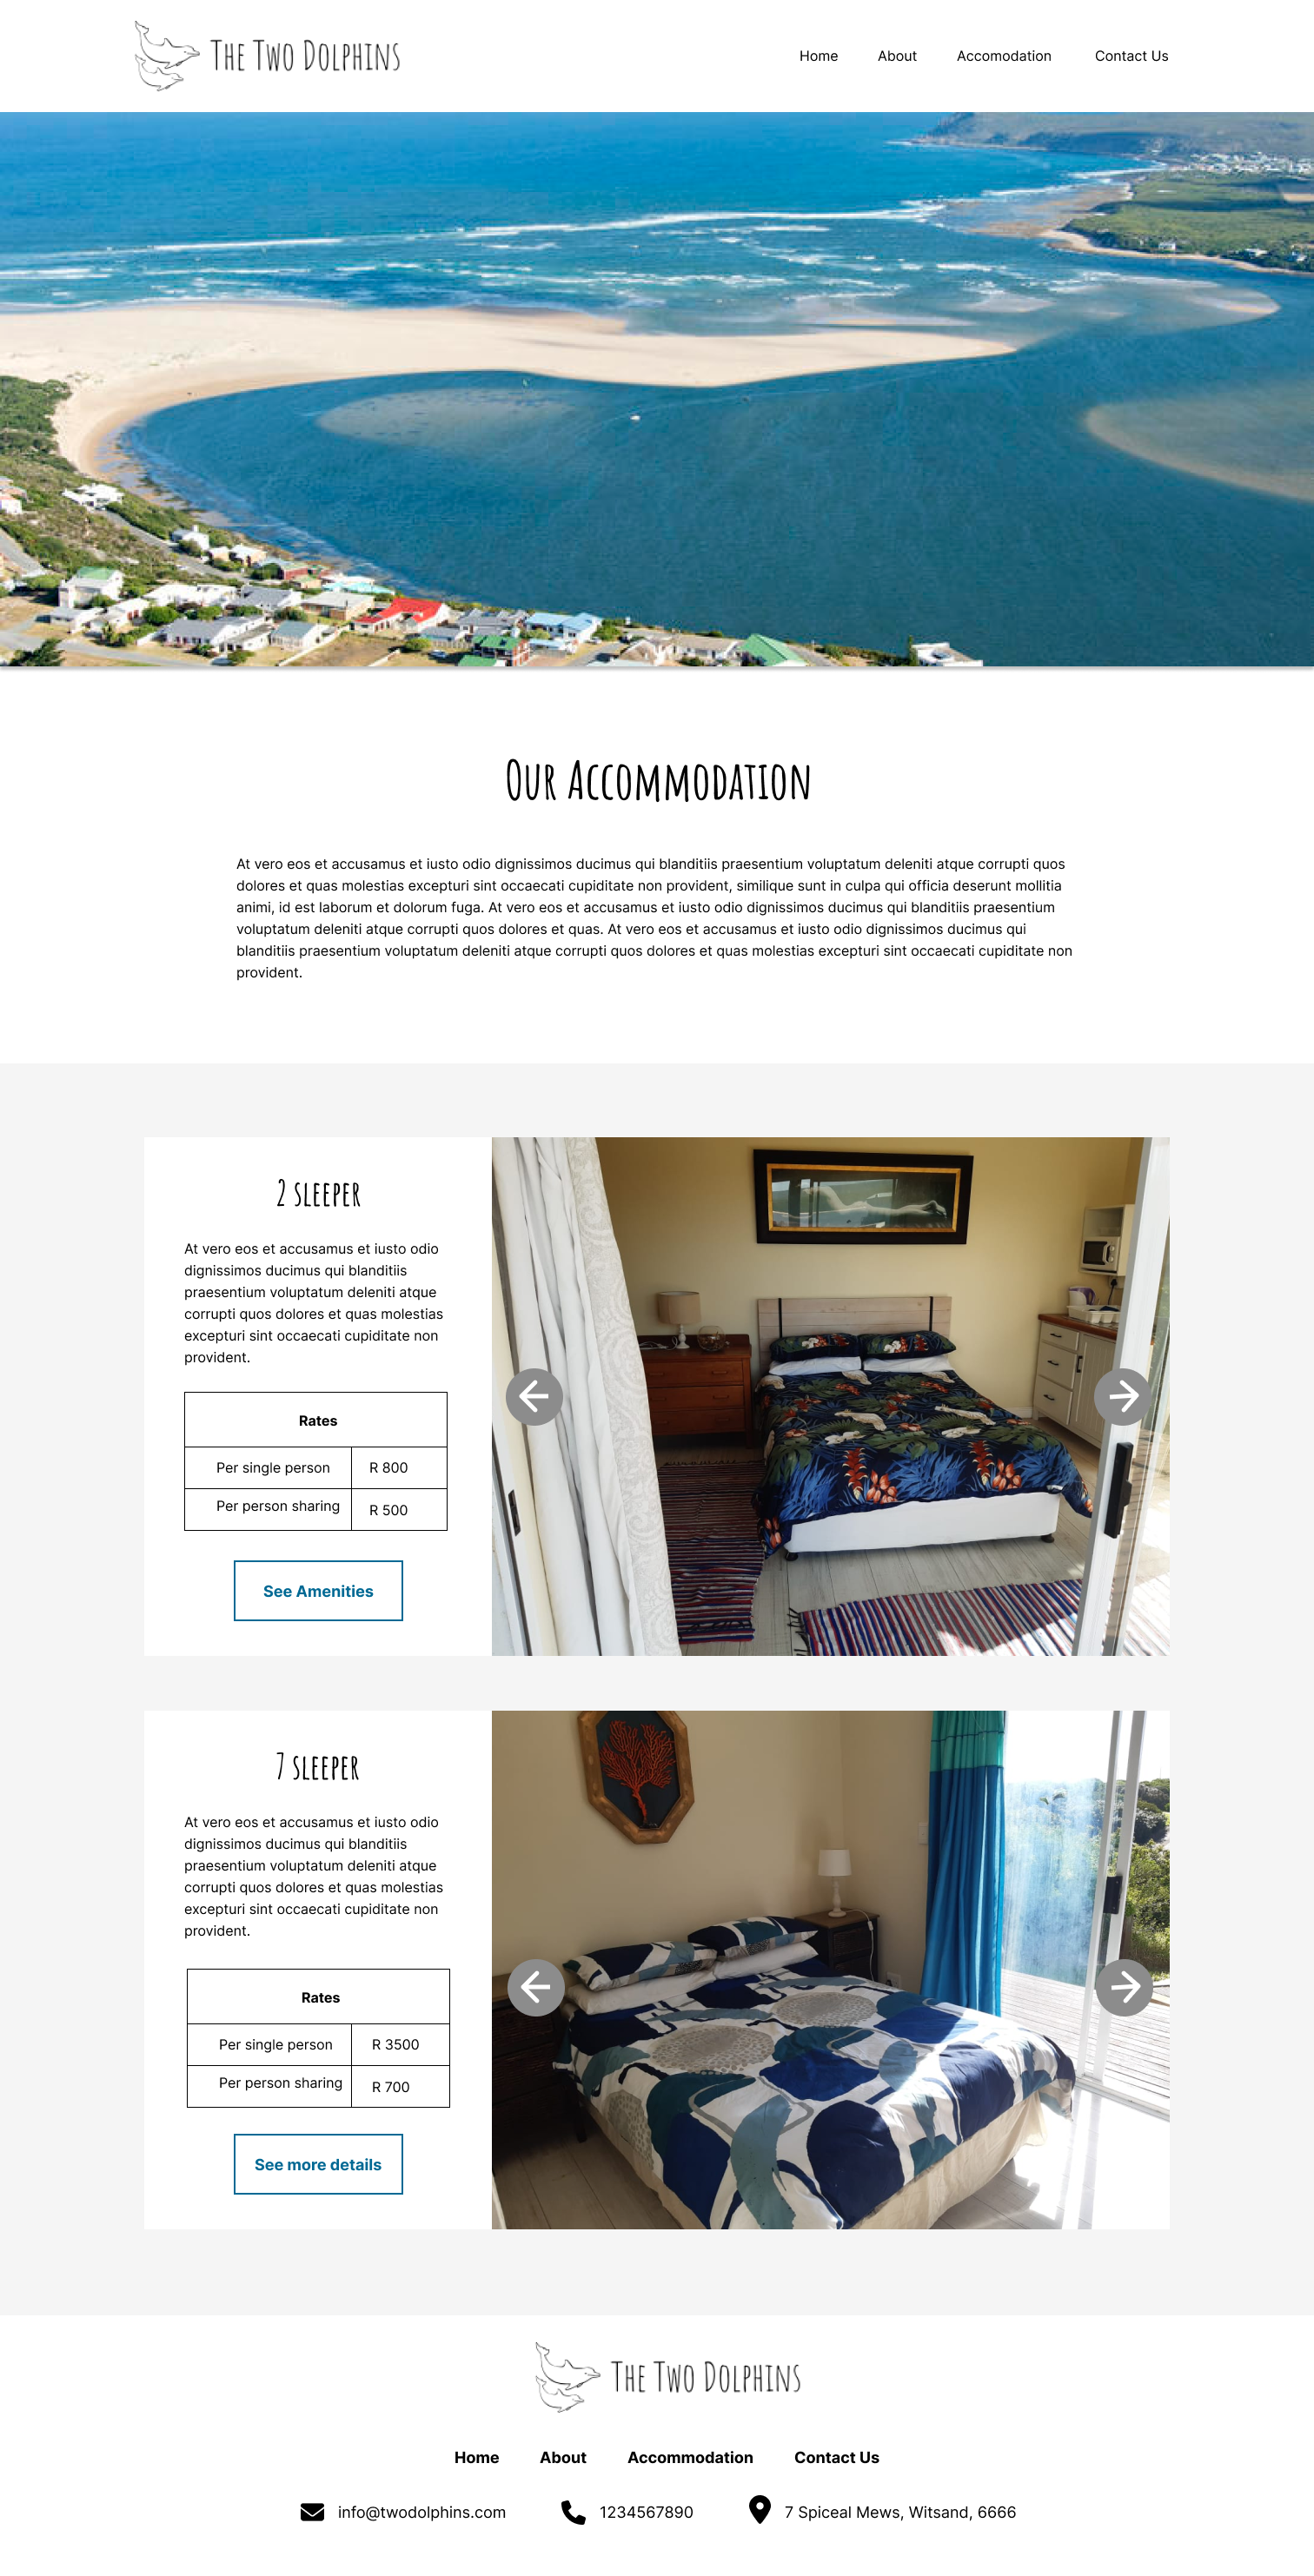 The Two Dolphins
Home About Accomodation Contact Us
Our Accommodation
At vero eos et accusamus et iusto odio dignissimos ducimus qui blanditiis praesentium voluptatum deleniti atque corrupti quos
dolores et quas molestias excepturi sint occaecati cupiditate non provident, similique sunt in culpa qui officia deserunt mollitia
animi, id est laborum et dolorum fuga. At vero eos et accusamus et iusto odio dignissimos ducimus qui blanditiis praesentium
voluptatum deleniti atque corrupti quos dolores et quas. At vero eos et accusamus et iusto odio dignissimos ducimus qui
blanditiis praesentium voluptatum deleniti atque corrupti quos dolores et quas molestias excepturi sint occaecati cupiditate non
provident.
2 sleeper
At vero eos et accusamus et iusto odio
dignissimos ducimus qui blanditiis
praesentium voluptatum deleniti atque
corrupti quos dolores et quas molestias
excepturi sint occaecati cupiditate non
provident.
Rates
Per single person R 800
Per person sharing R 500
See Amenities
7 sleeper
At vero eos et accusamus et iusto odio
dignissimos ducimus qui blanditiis
praesentium voluptatum deleniti atque
corrupti quos dolores et quas molestias
excepturi sint occaecati cupiditate non
provident.
Rates
Per single person R 3500
Per person sharing R 700
See more details
The Two Dolphins
Home About Accommodation Contact Us
info@twodolphins.com 1234567890 7 Spiceal Mews, Witsand, 6666